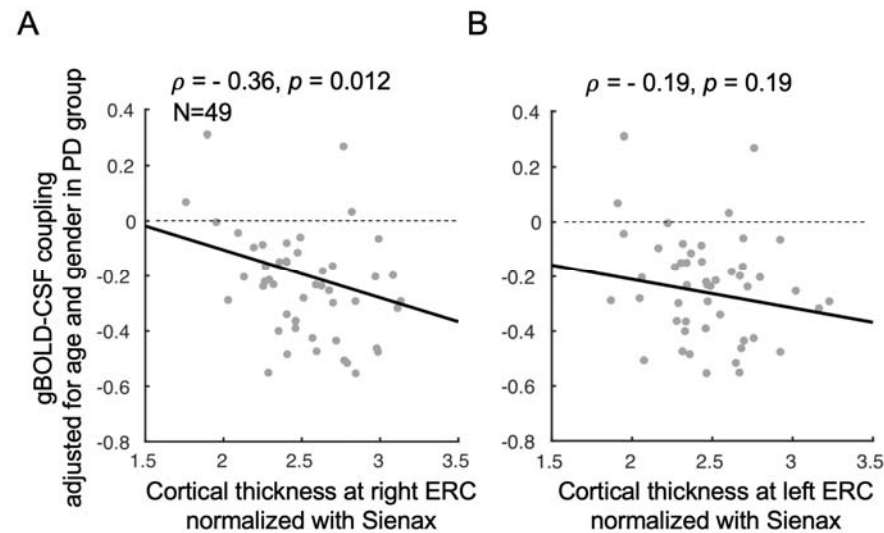 A
B
gBOLD-CSF coupling
adjusted for age and gender in PD group
ρ = - 0.36, p = 0.012
N=49
0.4
0.2
0
-0.2
-0.4
-0.6
-0.8
1.5 2 2.5 3 3.5
Cortical thickness at right ERC
normalized with Sienax
ρ = - 0.19, p = 0.19
0.4
0.2
0
-0.2
-0.4
-0.6
-0.8
1.5 2 2.5 3 3.5
Cortical thickness at left ERC
normalized with Sienax